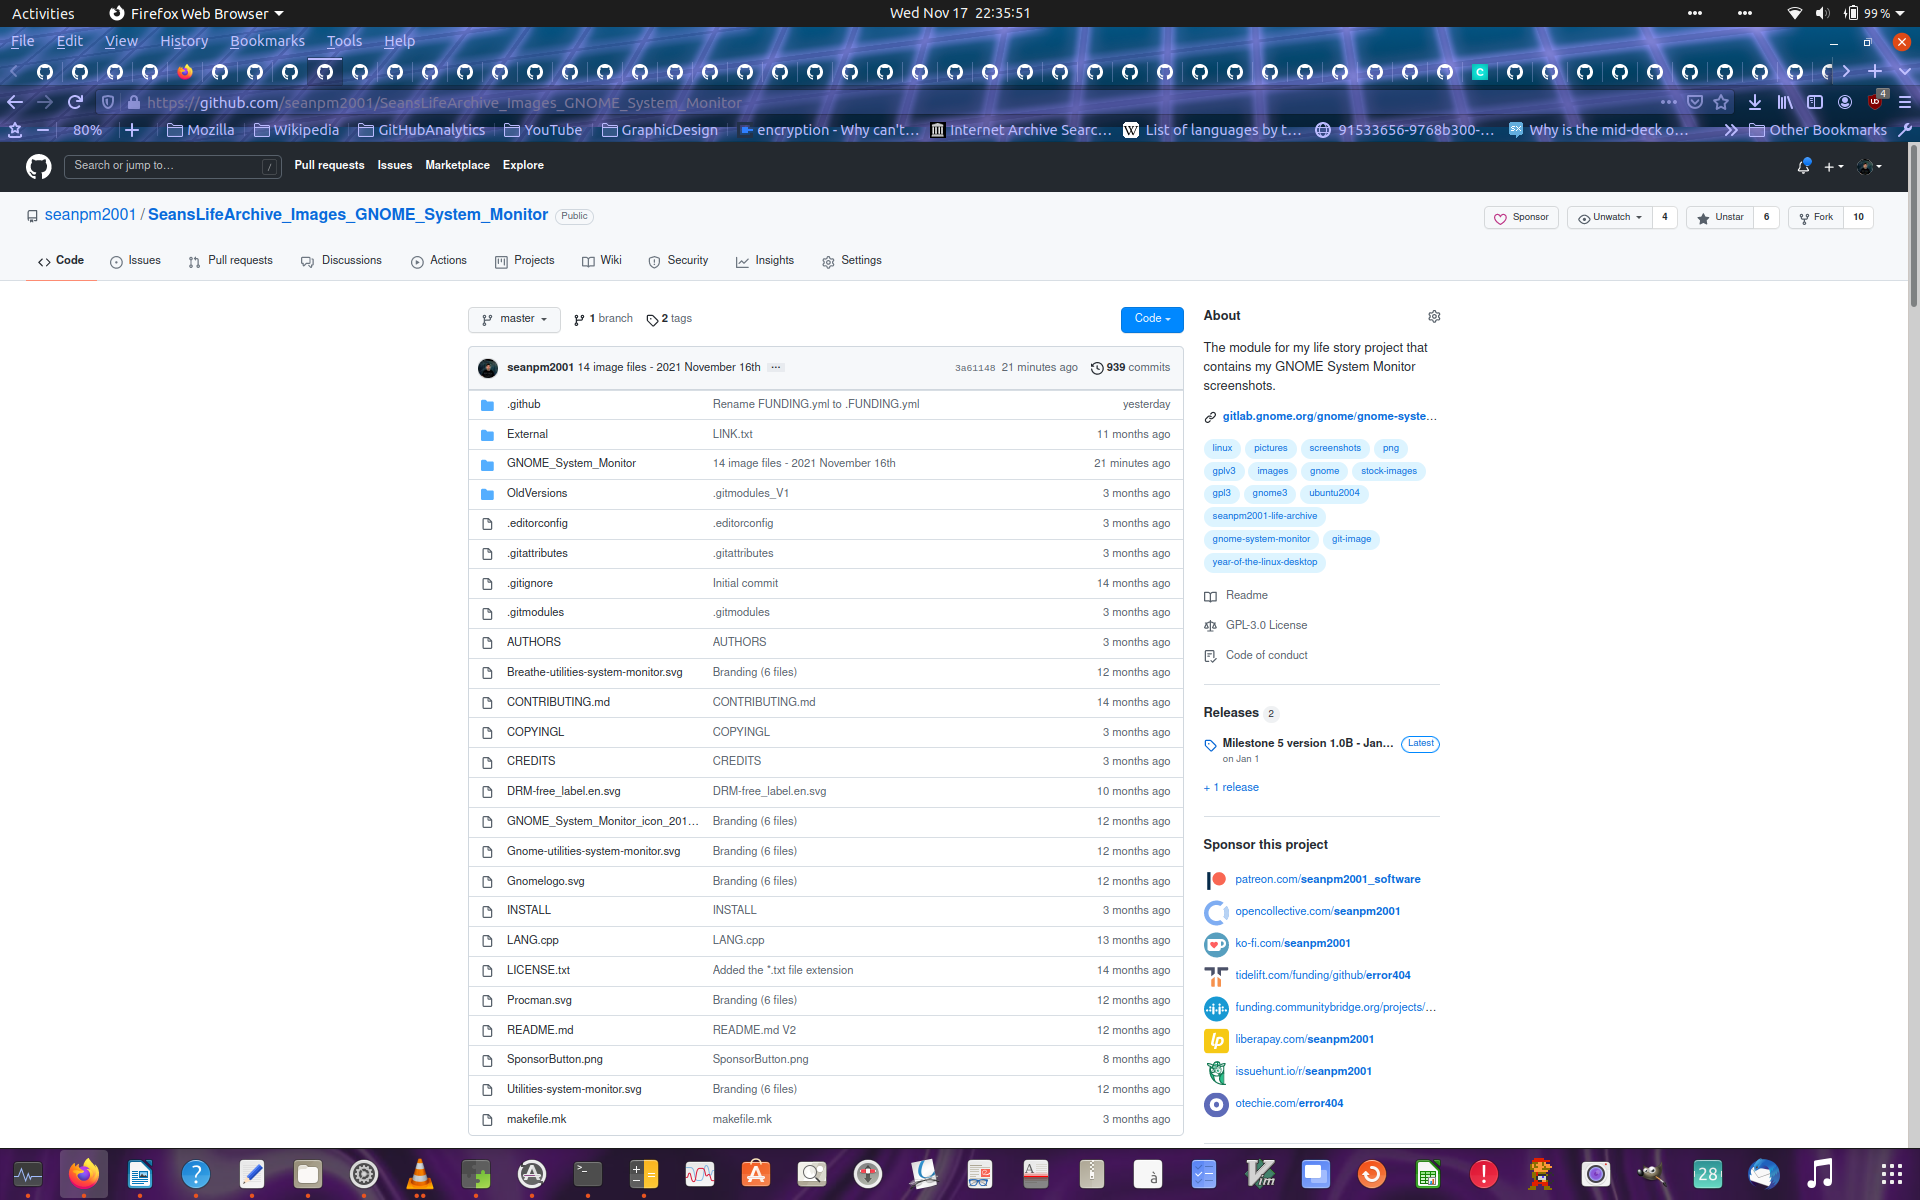 Activities Firefox Web Browser Wed Nov 17 22:35:51 99 %
File Edit View History Bookmarks Tools Help
https://github.com/seanpm2001/SeansLifeArchive_Images_GNOME_System_Monitor 4
80% Mozilla Wikipedia GitHubAnalytics YouTube GraphicDesign encryption - Why can't… Internet Archive Searc… List of languages by t… 91533656-9768b300-… Why is the mid-deck o… Other Bookmarks
Search or jump to… / Pull requests Issues Marketplace Explore
seanpm2001 / SeansLifeArchive_Images_GNOME_System_Monitor Public
Sponsor Unwatch 4 Unstar 6 Fork 10
Code Issues Pull requests Discussions Actions Projects Wiki Security Insights Settings
master 1 branch 2 tags Code
seanpm2001 14 image files - 2021 November 16th 3a61148 21 minutes ago 939 commits
.github Rename FUNDING.yml to .FUNDING.yml yesterday
External LINK.txt 11 months ago
GNOME_System_Monitor 14 image files - 2021 November 16th 21 minutes ago
OldVersions .gitmodules_V1 3 months ago
.editorconfig .editorconfig 3 months ago
.gitattributes .gitattributes 3 months ago
.gitignore Initial commit 14 months ago
.gitmodules .gitmodules 3 months ago
AUTHORS AUTHORS 3 months ago
Breathe-utilities-system-monitor.svg Branding (6 files) 12 months ago
CONTRIBUTING.md CONTRIBUTING.md 14 months ago
COPYINGL COPYINGL 3 months ago
CREDITS CREDITS 3 months ago
DRM-free_label.en.svg DRM-free_label.en.svg 10 months ago
GNOME_System_Monitor_icon_201… Branding (6 files) 12 months ago
Gnome-utilities-system-monitor.svg Branding (6 files) 12 months ago
Gnomelogo.svg Branding (6 files) 12 months ago
INSTALL INSTALL 3 months ago
LANG.cpp LANG.cpp 13 months ago
LICENSE.txt Added the *.txt file extension 14 months ago
Procman.svg Branding (6 files) 12 months ago
README.md README.md V2 12 months ago
SponsorButton.png SponsorButton.png 8 months ago
Utilities-system-monitor.svg Branding (6 files) 12 months ago
makefile.mk makefile.mk 3 months ago
About
The module for my life story project that
contains my GNOME System Monitor
screenshots.
gitlab.gnome.org/gnome/gnome-syste…
linux pictures screenshots png
gplv3 images gnome stock-images
gpl3 gnome3 ubuntu2004
seanpm2001-life-archive
gnome-system-monitor git-image
year-of-the-linux-desktop
Readme
GPL-3.0 License
Code of conduct
Releases 2
Milestone 5 version 1.0B - Jan… Latest
on Jan 1
+ 1 release
Sponsor this project
patreon.com/seanpm2001_software
opencollective.com/seanpm2001
ko-fi.com/seanpm2001
tidelift.com/funding/github/error404
funding.communitybridge.org/projects/…
liberapay.com/seanpm2001
issuehunt.io/r/seanpm2001
otechie.com/error404
28